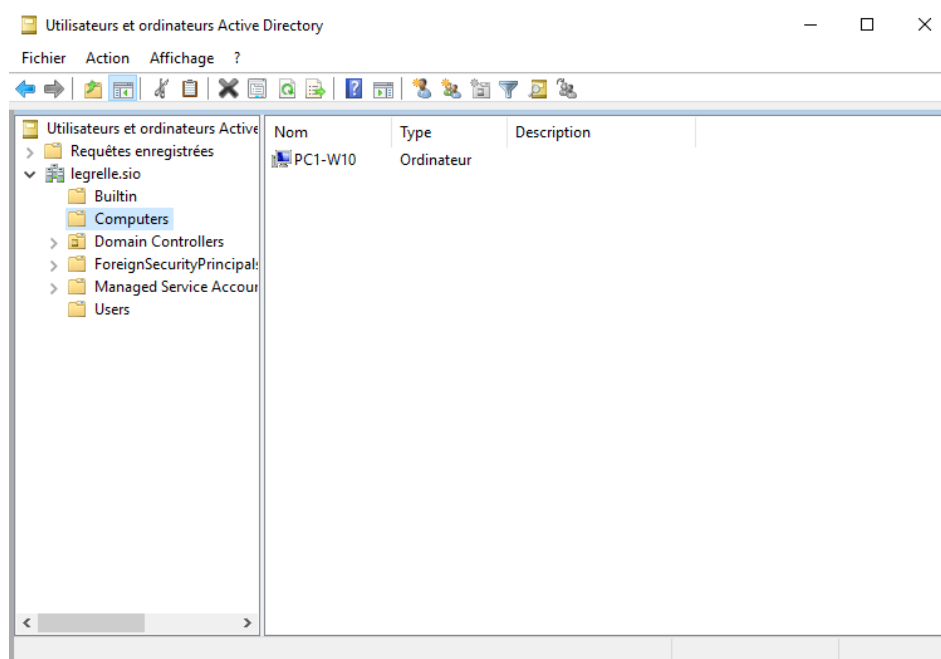 Utilisateurs et ordinateurs Active Directory
Fichier Action Affichage ?
Utilisateurs et ordinateurs Active
Requêtes enregistrées
legrelle.sio
Builtin
Computers
Domain Controllers
ForeignSecurityPrincipals
Managed Service Accour
Users
Nom Type Description
PC1-W10 Ordinateur